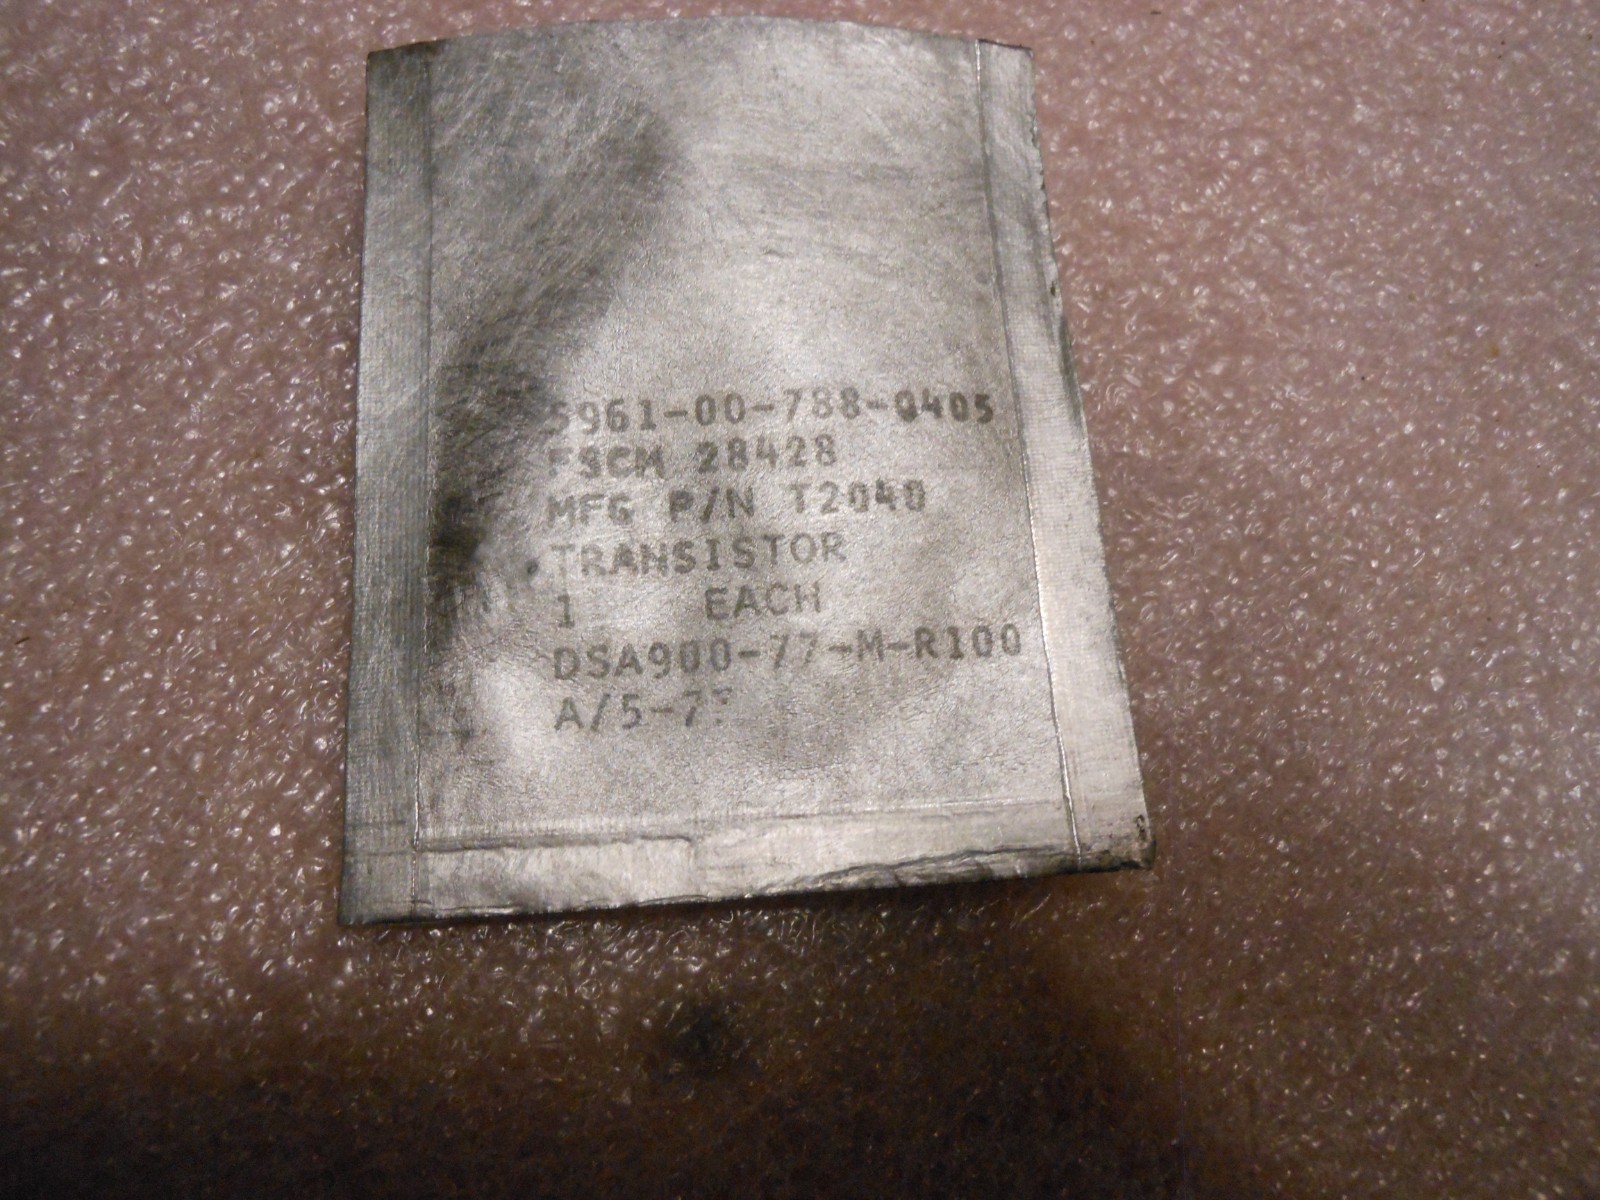 5961-00-788-0405
FSCM 28428
MFG P/N T2040
TRANSISTOR
1 EACH
DSA900-77-M-R100